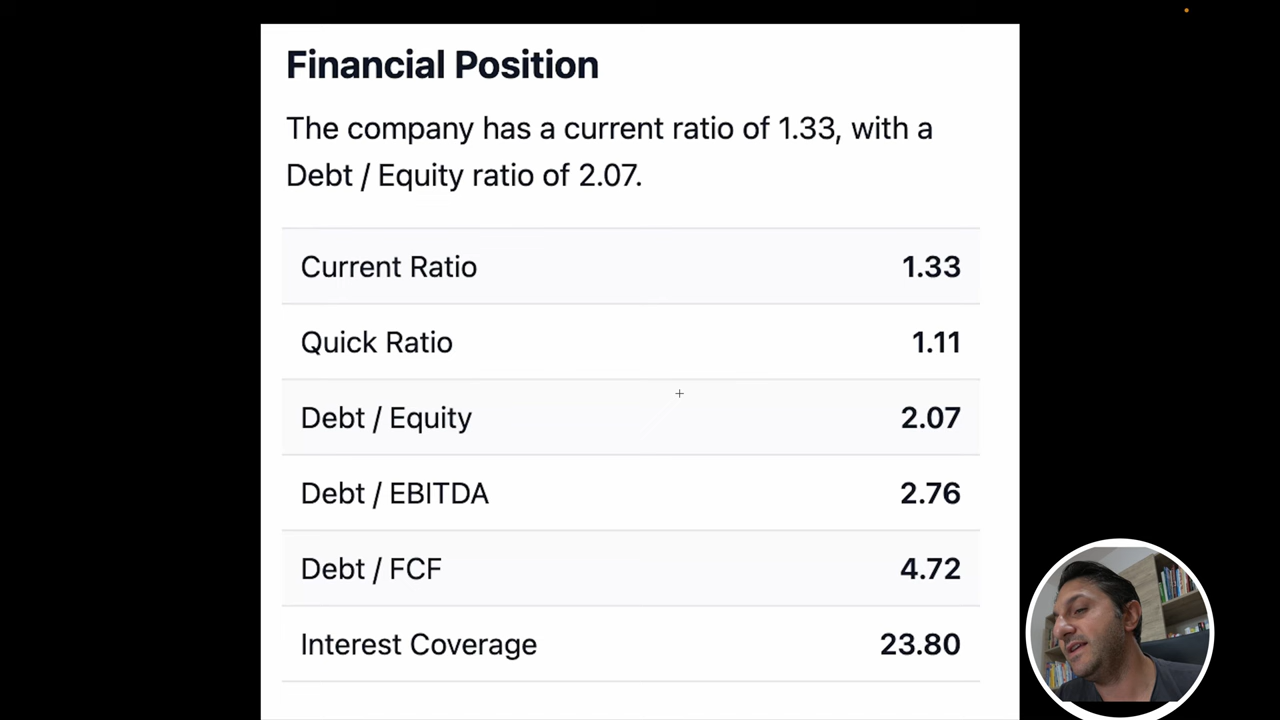 Financial Position
The company has a current ratio of 1.33, with a
Debt / Equity ratio of 2.07.
Current Ratio 1.33
Quick Ratio 1.11
Debt / Equity 2.07
Debt / EBITDA 2.76
Debt / FCF 4.72
Interest Coverage 23.80